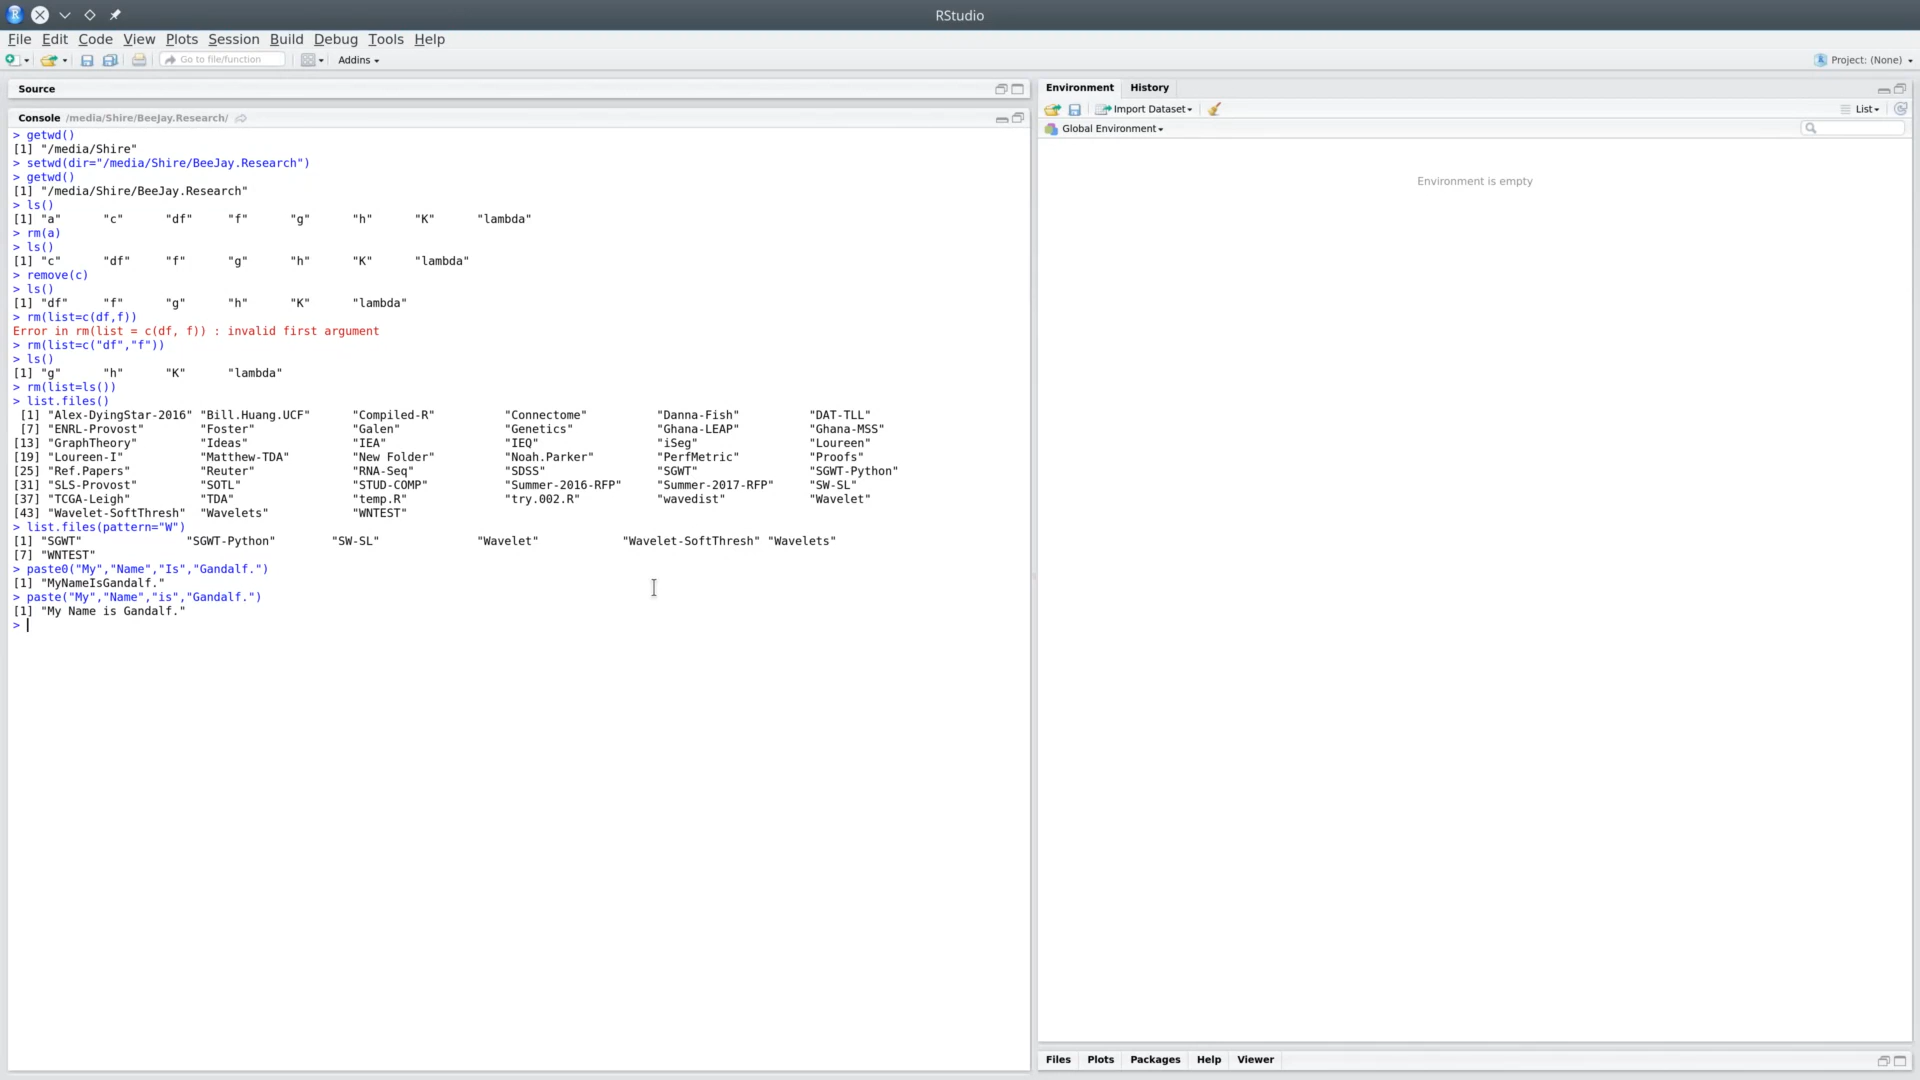 RStudio
File Edit Code View Plots Session Build Debug Tools Help
Go to file/function Addins Project: (None)
Source
Console /media/Shire/BeeJay.Research/
> getwd()
[1] "/media/Shire"
> setwd(dir="/media/Shire/BeeJay.Research")
> getwd()
[1] "/media/Shire/BeeJay.Research"
> ls()
[1] "a" "c" "df" "f" "g" "h" "K" "lambda"
> rm(a)
> ls()
[1] "c" "df" "f" "g" "h" "K" "lambda"
> remove(c)
> ls()
[1] "df" "f" "g" "h" "K" "lambda"
> rm(list=c(df,f))
Error in rm(list = c(df, f)) : invalid first argument
> rm(list=c("df","f"))
> ls()
[1] "g" "h" "K" "lambda"
> rm(list=ls())
> list.files()
[1] "Alex-DyingStar-2016" "Bill.Huang.UCF" "Compiled-R" "Connectome" "Danna-Fish" "DAT-TLL"
[7] "ENRL-Provost" "Foster" "Galen" "Genetics" "Ghana-LEAP" "Ghana-MSS"
[13] "GraphTheory" "Ideas" "IEA" "IEQ" "iSeg" "Loureen"
[19] "Loureen-I" "Matthew-TDA" "New Folder" "Noah.Parker" "PerfMetric" "Proofs"
[25] "Ref.Papers" "Reuter" "RNA-Seq" "SDSS" "SGWT" "SGWT-Python"
[31] "SLS-Provost" "SOTL" "STUD-COMP" "Summer-2016-RFP" "Summer-2017-RFP" "SW-SL"
[37] "TCGA-Leigh" "TDA" "temp.R" "try.002.R" "wavedist" "Wavelet"
[43] "Wavelet-SoftThresh" "Wavelets" "WNTEST"
> list.files(pattern="W")
[1] "SGWT" "SGWT-Python" "SW-SL" "Wavelet" "Wavelet-SoftThresh" "Wavelets"
[7] "WNTEST"
> paste0("My","Name","Is","Gandalf.")
[1] "MyNameIsGandalf."
> paste("My","Name","is","Gandalf.")
[1] "My Name is Gandalf."
>
Environment History
Import Dataset List
Global Environment
Environment is empty
Files Plots Packages Help Viewer